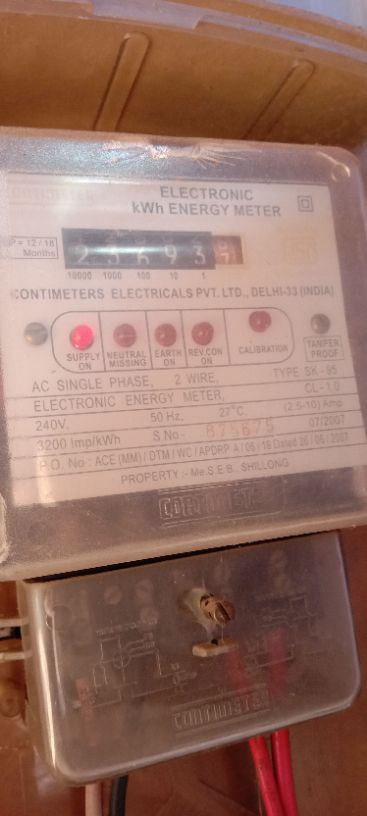 ELECTRONIC
kWh ENERGY METER
P = 12 / 18
Months
2 3 6 9 3
10000 1000 100 10 1
CONTIMETERS ELECTRICALS PVT. LTD., DELHI-33 (INDIA)
SUPPLY ON
NEUTRAL MISSING
EARTH ON
REV.CON ON
CALIBRATION
TAMPER PROOF
AC SINGLE PHASE, 2 WIRE, TYPE SK - 95
ELECTRONIC ENERGY METER, CL - 1.0
240V, 50 Hz, 27°C, (2.5-10) Amp
3200 Imp/kWh S.No - 07/2007
P.O. No : ACE (MM) / DTM / WC / APDRP A / 06 / 19 Dated 26 / 06 / 2007
PROPERTY :- Me.S.E.B. SHILLONG
CONTIMETER
CONTIMETER